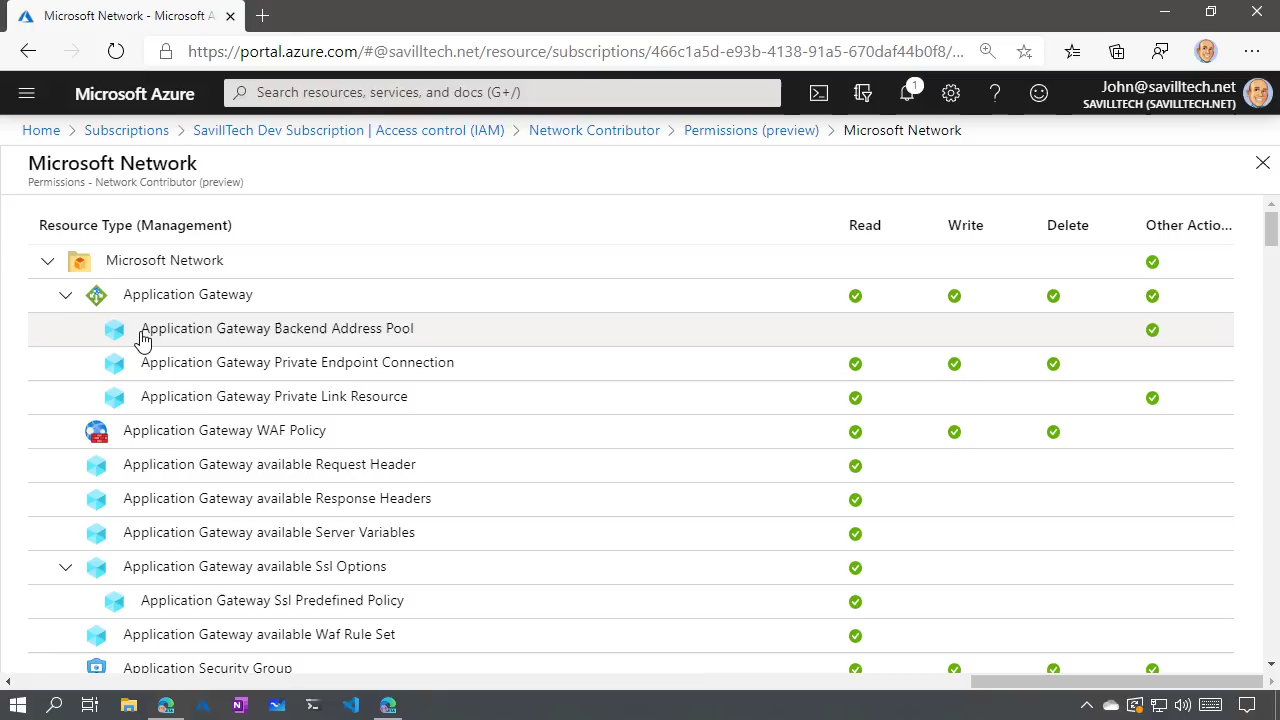 Microsoft Network - Microsoft A
https://portal.azure.com/#@savilltech.net/resource/subscriptions/466c1a5d-e93b-4138-91a5-670daf44b0f8/...
Microsoft Azure
Search resources, services, and docs (G+/)
1
John@savilltech.net
SAVILLTECH (SAVILLTECH.NET)
Home > Subscriptions > SavillTech Dev Subscription | Access control (IAM) > Network Contributor > Permissions (preview) > Microsoft Network
Microsoft Network
Permissions - Network Contributor (preview)
Resource Type (Management) Read Write Delete Other Actio...
Microsoft Network
Application Gateway
Application Gateway Backend Address Pool
Application Gateway Private Endpoint Connection
Application Gateway Private Link Resource
Application Gateway WAF Policy
Application Gateway available Request Header
Application Gateway available Response Headers
Application Gateway available Server Variables
Application Gateway available Ssl Options
Application Gateway Ssl Predefined Policy
Application Gateway available Waf Rule Set
Application Security Group